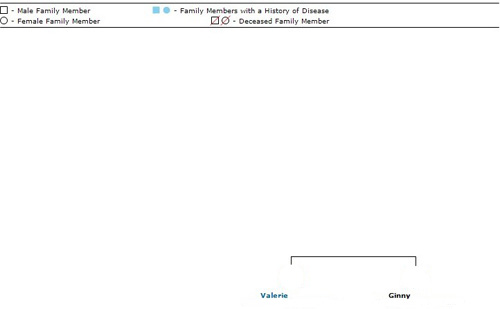 - Male Family Member
- Family Members with a History of Disease
- Female Family Member
- Deceased Family Member
Valerie
Ginny